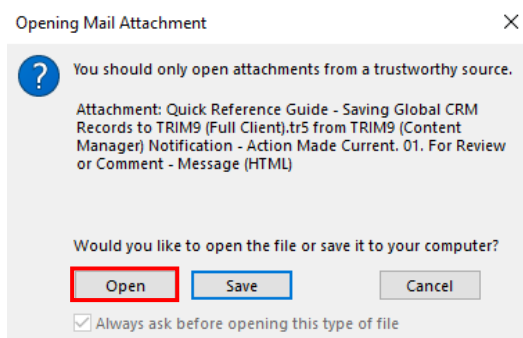 Opening Mail Attachment
You should only open attachments from a trustworthy source.
Attachment: Quick Reference Guide - Saving Global CRM
Records to TRIM9 (Full Client).tr5 from TRIM9 (Content
Manager) Notification - Action Made Current. 01. For Review
or Comment - Message (HTML)
Would you like to open the file or save it to your computer?
Open Save Cancel
Always ask before opening this type of file